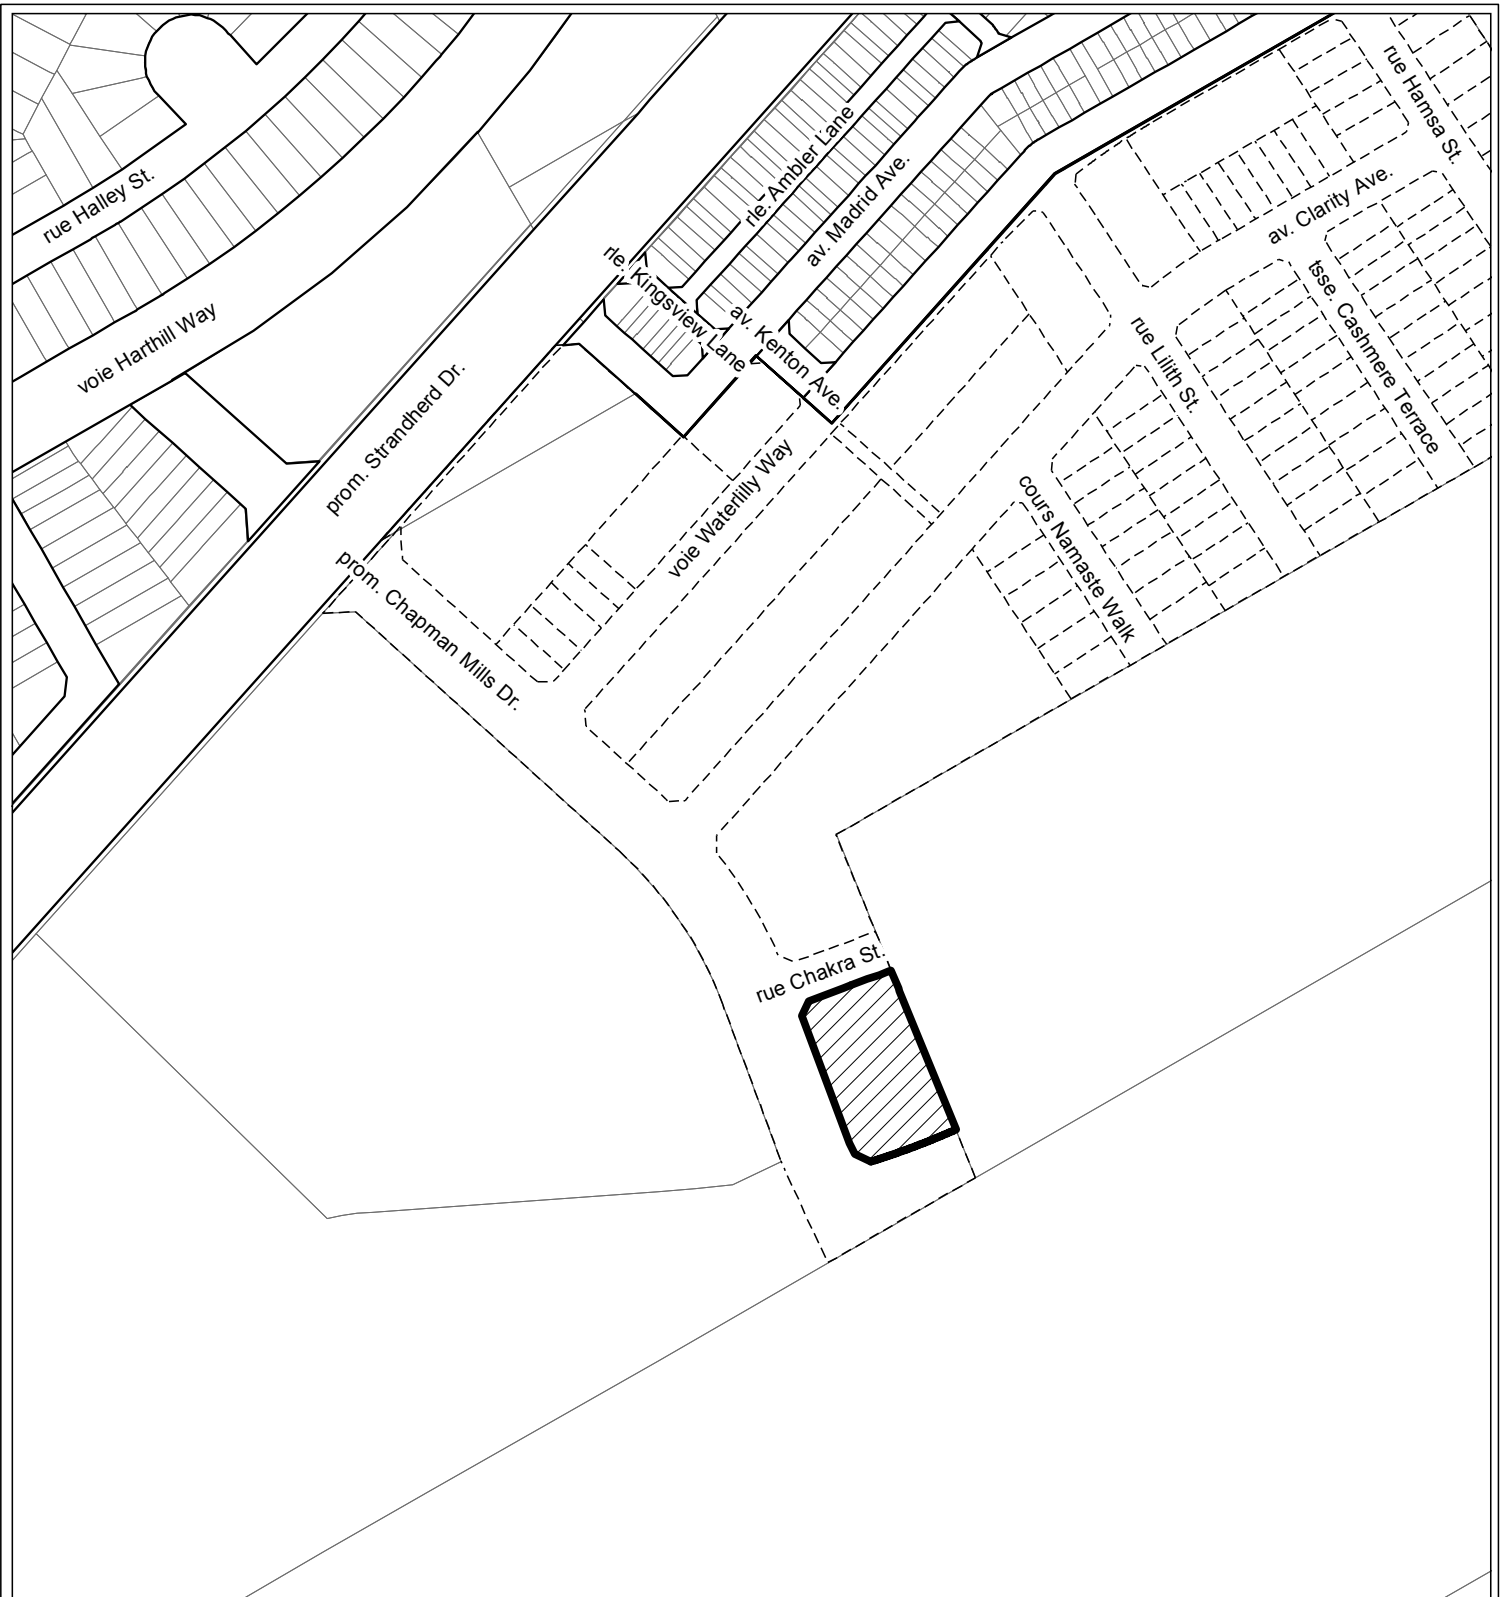 rue Hamsa St.
rle. Ambler Lane
rue Halley St.
av. Madrid Ave.
av. Clarity Ave.
rle. Kingsview Lane
voie Harthill Way
av. Kenton Ave.
tsse. Cashmere Terrace
rue Lilith St.
prom. Strandherd Dr.
voie Waterlilly Way
cours Namaste Walk
prom. Chapman Mills Dr.
rue Chakra St.